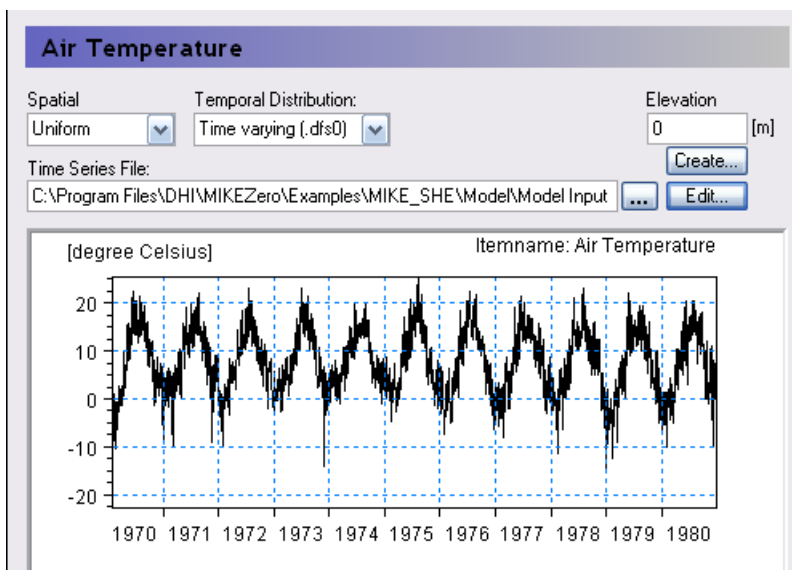 Air Temperature
Spatial Temporal Distribution: Elevation
Uniform Time varying (.dfs0) 0 [m]
Create...
Time Series File:
C:\Program Files\DHI\MIKEZero\Examples\MIKE_SHE\Model\Model Input ... Edit...
[degree Celsius] Itemname: Air Temperature
20
10
0
-10
-20
1970 1971 1972 1973 1974 1975 1976 1977 1978 1979 1980